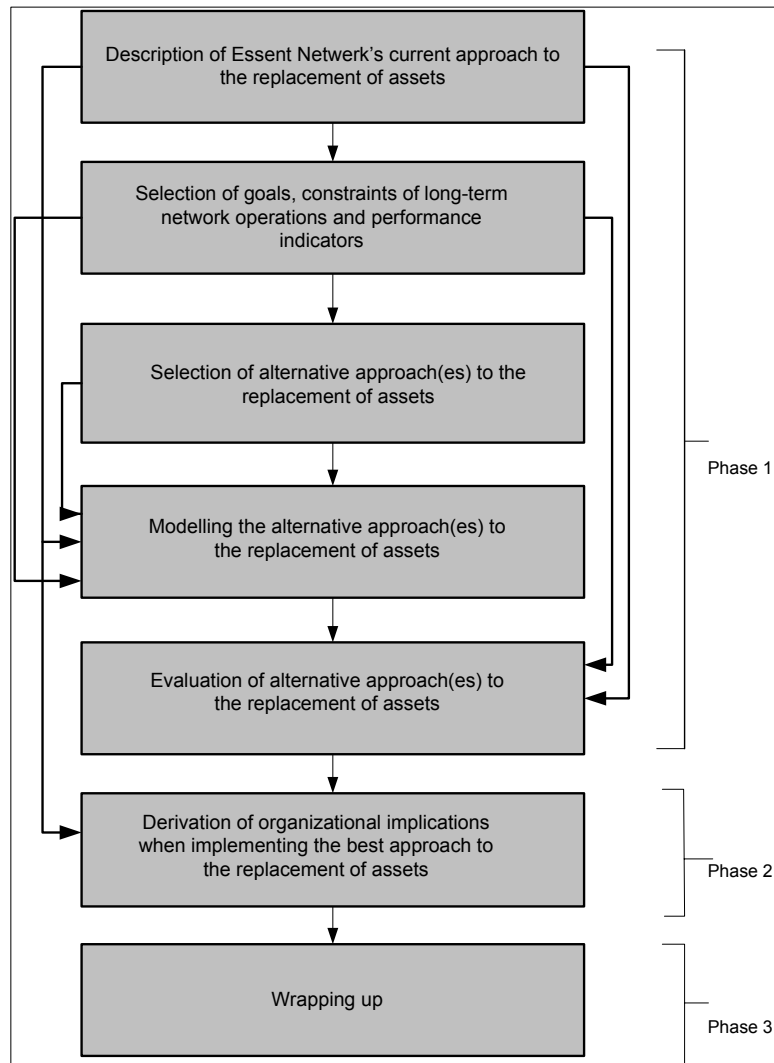 Description of Essent Netwerk's current approach to
the replacement of assets
Selection of goals, constraints of long-term
network operations and performance
indicators
Selection of alternative approach(es) to the
replacement of assets
Modelling the alternative approach(es) to
the replacement of assets
Evaluation of alternative approach(es) to
the replacement of assets
Phase 1
Derivation of organizational implications
when implementing the best approach to
the replacement of assets
Phase 2
Wrapping up
Phase 3